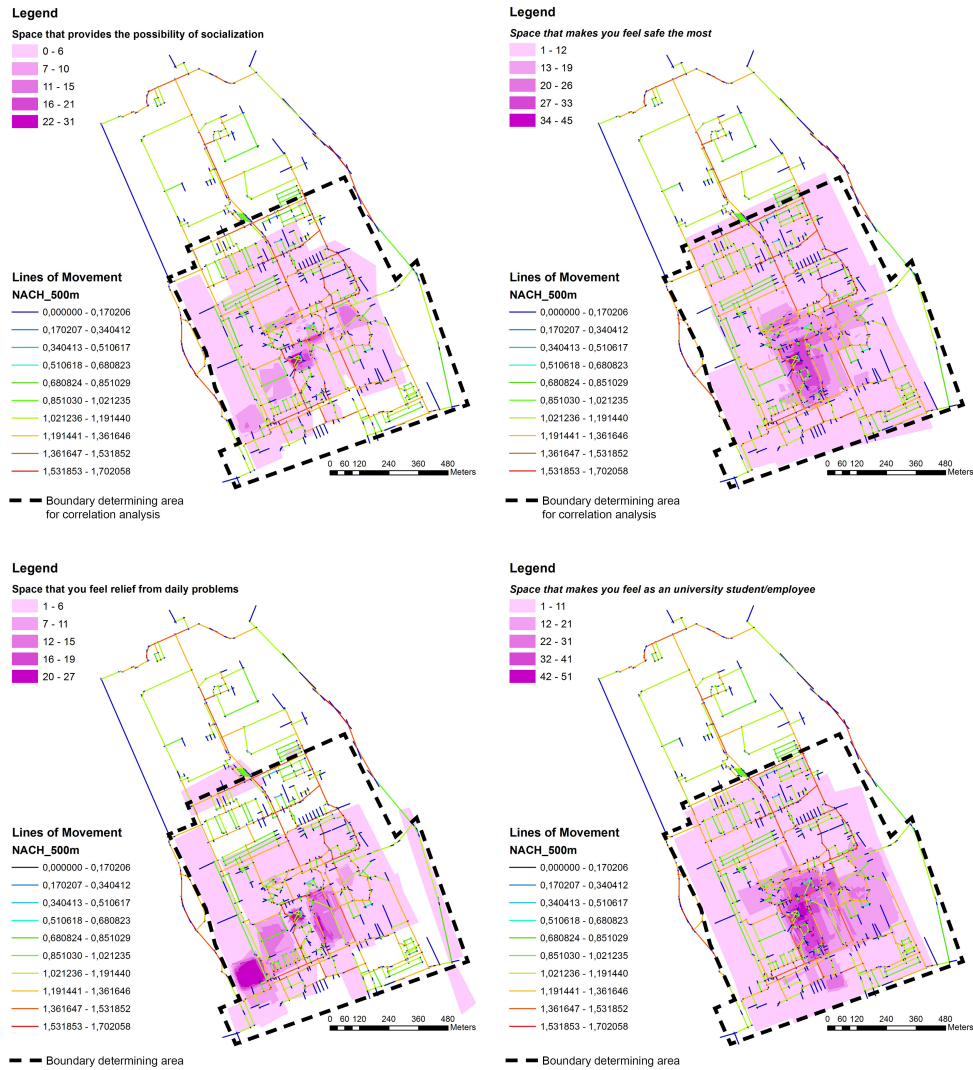 Legend
Space that provides the possibility of socialization
0 - 6
7 - 10
11 - 15
16 - 21
22 - 31
Lines of Movement
NACH_500m
0,000000 - 0,170206
0,170207 - 0,340412
0,340413 - 0,510617
0,510618 - 0,680823
0,680824 - 0,851029
0,851030 - 1,021235
1,021236 - 1,191440
1,191441 - 1,361646
1,361647 - 1,531852
1,531853 - 1,702058
Boundary determining area
for correlation analysis
0 60 120 240 360 480
Meters
Legend
Space that makes you feel safe the most
1 - 12
13 - 19
20 - 26
27 - 33
34 - 45
Lines of Movement
NACH_500m
0,000000 - 0,170206
0,170207 - 0,340412
0,340413 - 0,510617
0,510618 - 0,680823
0,680824 - 0,851029
0,851030 - 1,021235
1,021236 - 1,191440
1,191441 - 1,361646
1,361647 - 1,531852
1,531853 - 1,702058
Boundary determining area
for correlation analysis
0 60 120 240 360 480
Meters
Legend
Space that you feel relief from daily problems
1 - 6
7 - 11
12 - 15
16 - 19
20 - 27
Lines of Movement
NACH_500m
0,000000 - 0,170206
0,170207 - 0,340412
0,340413 - 0,510617
0,510618 - 0,680823
0,680824 - 0,851029
0,851030 - 1,021235
1,021236 - 1,191440
1,191441 - 1,361646
1,361647 - 1,531852
1,531853 - 1,702058
Boundary determining area
0 60 120 240 360 480
Meters
Legend
Space that makes you feel as an university student/employee
1 - 11
12 - 21
22 - 31
32 - 41
42 - 51
Lines of Movement
NACH_500m
0,000000 - 0,170206
0,170207 - 0,340412
0,340413 - 0,510617
0,510618 - 0,680823
0,680824 - 0,851029
0,851030 - 1,021235
1,021236 - 1,191440
1,191441 - 1,361646
1,361647 - 1,531852
1,531853 - 1,702058
Boundary determining area
0 60 120 240 360 480
Meters